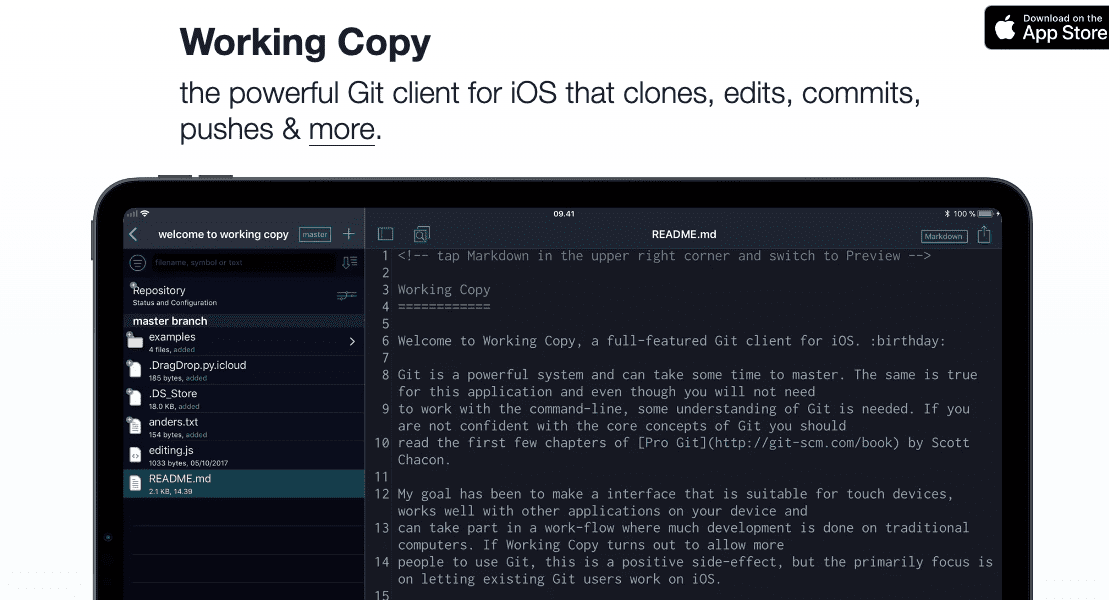 Working Copy
the powerful Git client for iOS that clones, edits, commits,
pushes & more.
Download on the
App Store
09.41
100 %
welcome to working copy master +
filename, symbol or text
Repository
Status and Configuration
master branch
examples
4 files, added
.DragDrop.py.icloud
185 bytes, added
.DS_Store
18.0 KB, added
anders.txt
154 bytes, added
editing.js
1033 bytes, 05/10/2017
README.md
2.1 KB, 14.39
README.md
Markdown
1 <!-- tap Markdown in the upper right corner and switch to Preview -->
2
3 Working Copy
4 ============
5
6 Welcome to Working Copy, a full-featured Git client for iOS. :birthday:
7
8 Git is a powerful system and can take some time to master. The same is true
for this application and even though you will not need
9 to work with the command-line, some understanding of Git is needed. If you
are not confident with the core concepts of Git you should
10 read the first few chapters of [Pro Git](http://git-scm.com/book) by Scott
Chacon.
11
12 My goal has been to make a interface that is suitable for touch devices,
works well with other applications on your device and
13 can take part in a work-flow where much development is done on traditional
computers. If Working Copy turns out to allow more
14 people to use Git, this is a positive side-effect, but the primarily focus is
on letting existing Git users work on iOS.
15